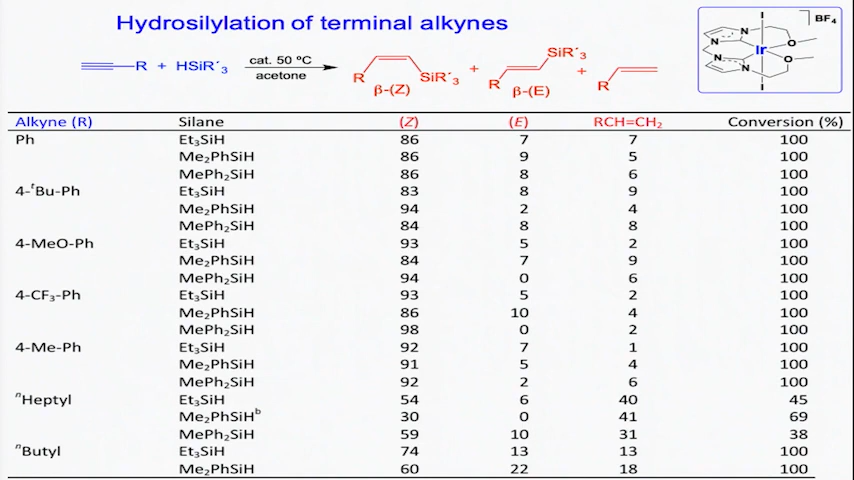 Hydrosilylation of terminal alkynes
≡—R + HSiR´₃ cat. 50 ºC acetone R SiR´₃ β-(Z) + R SiR´₃ β-(E) + R
I BF₄
N N O
Ir
N N O
I
Alkyne (R) Silane (Z) (E) RCH=CH₂ Conversion (%)
Ph Et₃SiH 86 7 7 100
Me₂PhSiH 86 9 5 100
MePh₂SiH 86 8 6 100
4-ᵗBu-Ph Et₃SiH 83 8 9 100
Me₂PhSiH 94 2 4 100
MePh₂SiH 84 8 8 100
4-MeO-Ph Et₃SiH 93 5 2 100
Me₂PhSiH 84 7 9 100
MePh₂SiH 94 0 6 100
4-CF₃-Ph Et₃SiH 93 5 2 100
Me₂PhSiH 86 10 4 100
MePh₂SiH 98 0 2 100
4-Me-Ph Et₃SiH 92 7 1 100
Me₂PhSiH 91 5 4 100
MePh₂SiH 92 2 6 100
ⁿHeptyl Et₃SiH 54 6 40 45
Me₂PhSiHᵇ 30 0 41 69
MePh₂SiH 59 10 31 38
ⁿButyl Et₃SiH 74 13 13 100
Me₂PhSiH 60 22 18 100